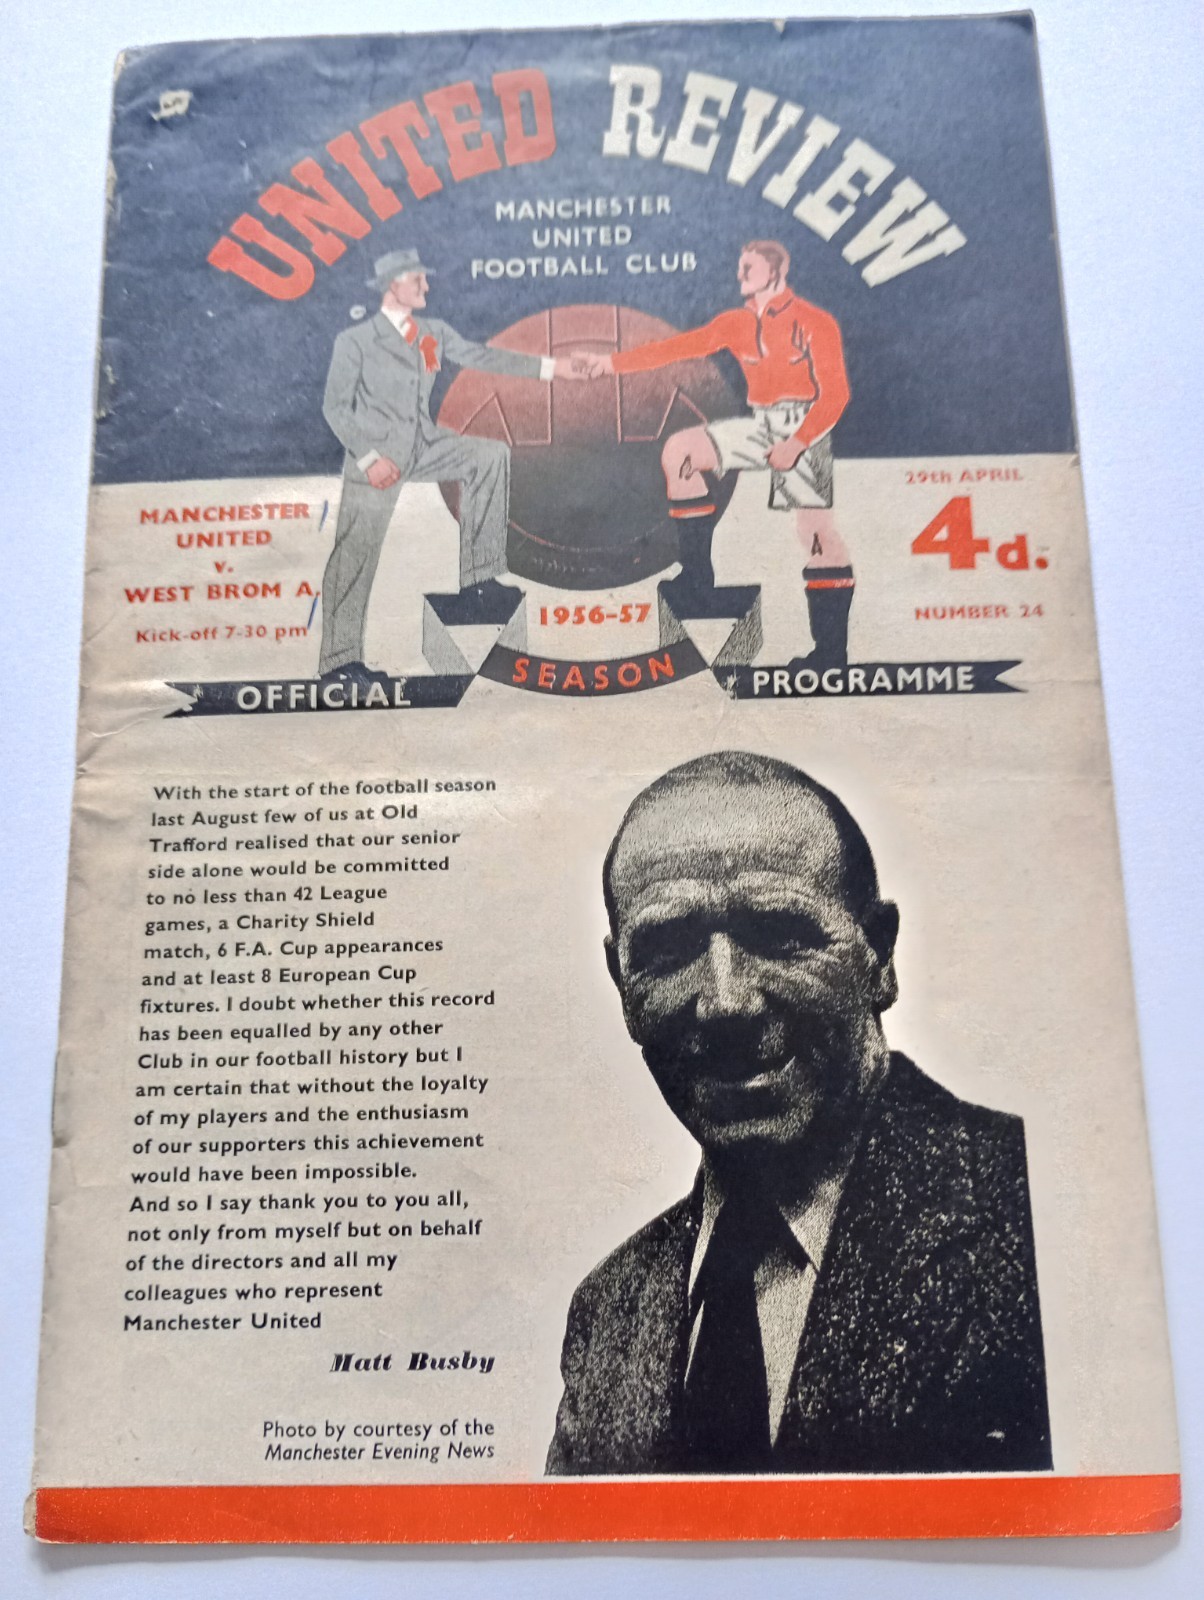 UNITED REVIEW
MANCHESTER
UNITED
FOOTBALL CLUB
MANCHESTER
UNITED
v.
WEST BROM A.
Kick-off 7-30 pm
29th APRIL
4d.
NUMBER 24
1956-57
OFFICIAL SEASON PROGRAMME
With the start of the football season
last August few of us at Old
Trafford realised that our senior
side alone would be committed
to no less than 42 League
games, a Charity Shield
match, 6 F.A. Cup appearances
and at least 8 European Cup
fixtures. I doubt whether this record
has been equalled by any other
Club in our football history but I
am certain that without the loyalty
of my players and the enthusiasm
of our supporters this achievement
would have been impossible.
And so I say thank you to you all,
not only from myself but on behalf
of the directors and all my
colleagues who represent
Manchester United
Matt Busby
Photo by courtesy of the
Manchester Evening News